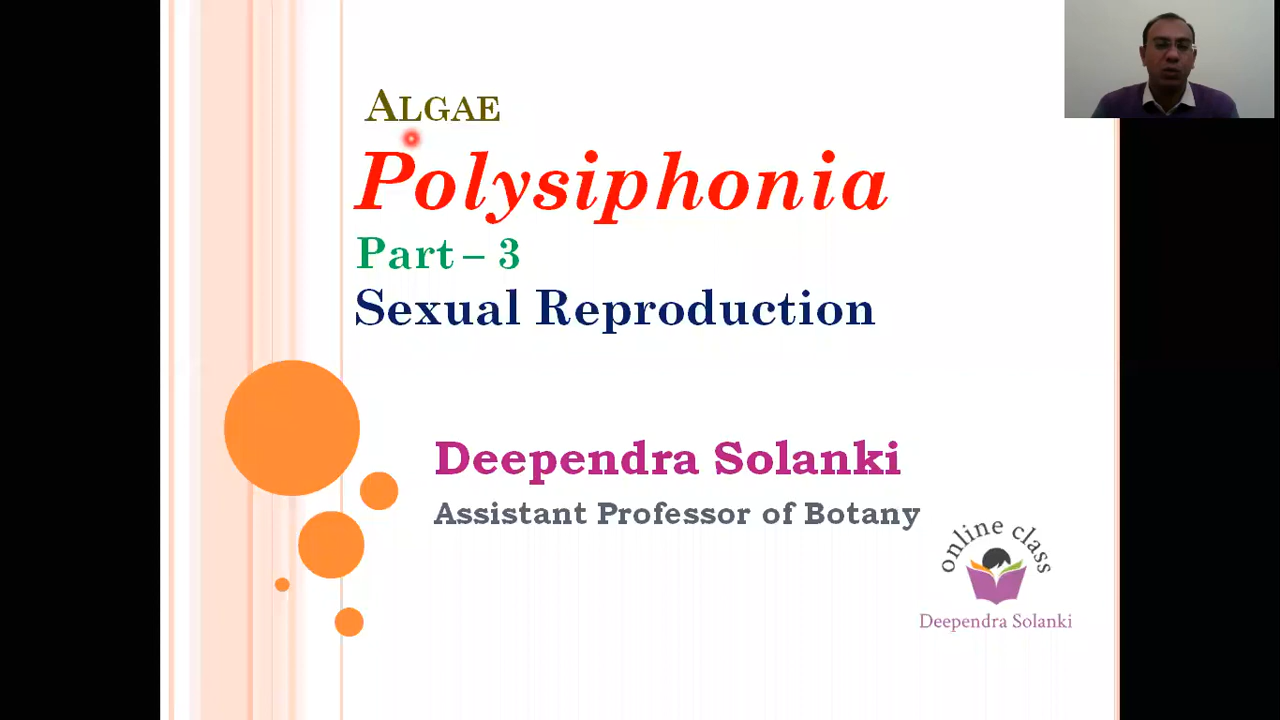 ALGAE
Polysiphonia
Part – 3
Sexual Reproduction
Deependra Solanki
Assistant Professor of Botany
online class
Deependra Solanki